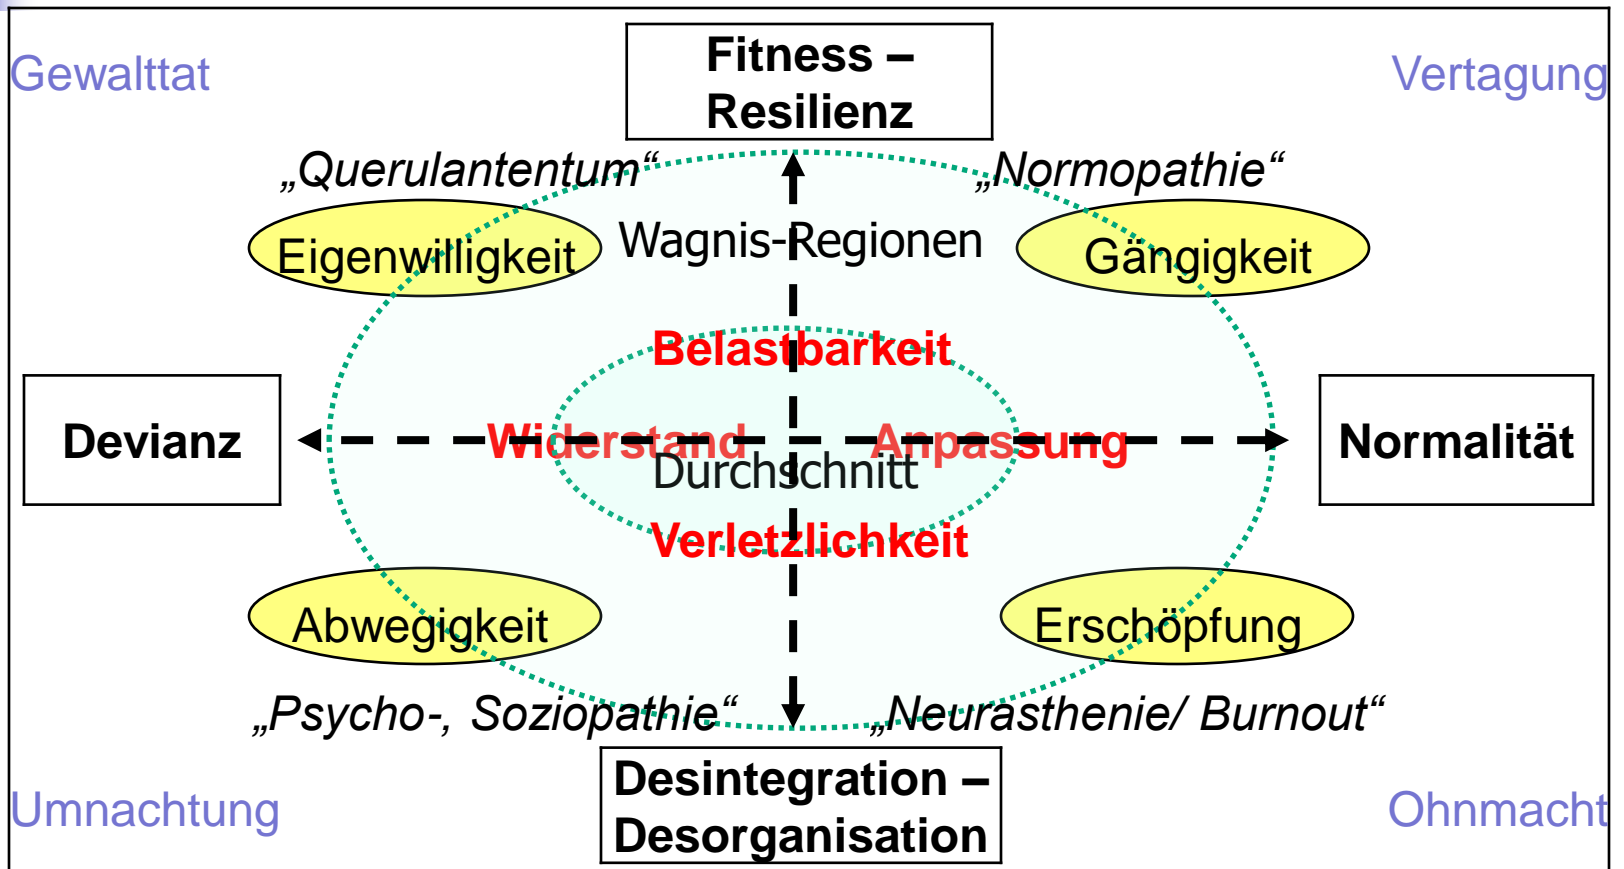 Fitness –
Resilienz
Gewalttat
Vertagung
„Querulantentum“
„Normopathie“
Eigenwilligkeit
Wagnis-Regionen
Gängigkeit
Belastbarkeit
Devianz
Widerstand
Anpassung
Normalität
Durchschnitt
Verletzlichkeit
Abwegigkeit
Erschöpfung
„Psycho-, Soziopathie“
„Neurasthenie/ Burnout“
Desintegration –
Desorganisation
Umnachtung
Ohnmacht